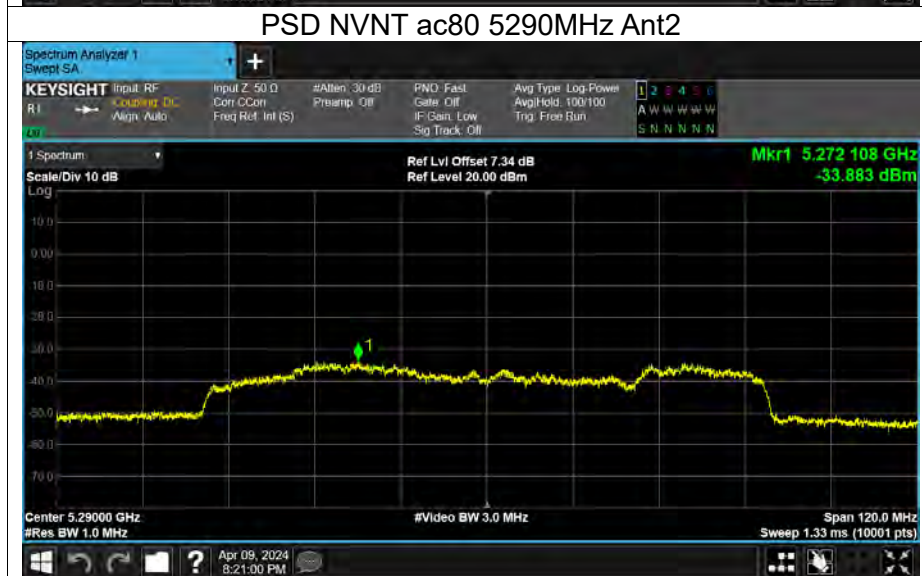 PSD NVNT ac80 5290MHz Ant2
Spectrum Analyzer 1
Swept SA
+
KEYSIGHT Input: RF
Coupling: DC
Align: Auto
Input Z: 50 Ω
Corr CCorr
Freq Ref: Int (S)
#Atten: 30 dB
Preamp: Off
PNO: Fast
Gate: Off
IF Gain: Low
Sig Track: Off
Avg Type: Log-Power
Avg|Hold: 100/100
Trig: Free Run
1 2 3 4 5 6
A W W W W W
S N N N N N
1 Spectrum
Scale/Div 10 dB
Ref Lvl Offset 7.34 dB
Ref Level 20.00 dBm
Mkr1 5.272 108 GHz
-33.883 dBm
Log
10.0
0.00
-10.0
-20.0
-30.0
-40.0
-50.0
-60.0
-70.0
1
Center 5.29000 GHz
#Res BW 1.0 MHz
#Video BW 3.0 MHz
Span 120.0 MHz
Sweep 1.33 ms (10001 pts)
?
Apr 09, 2024
8:21:00 PM